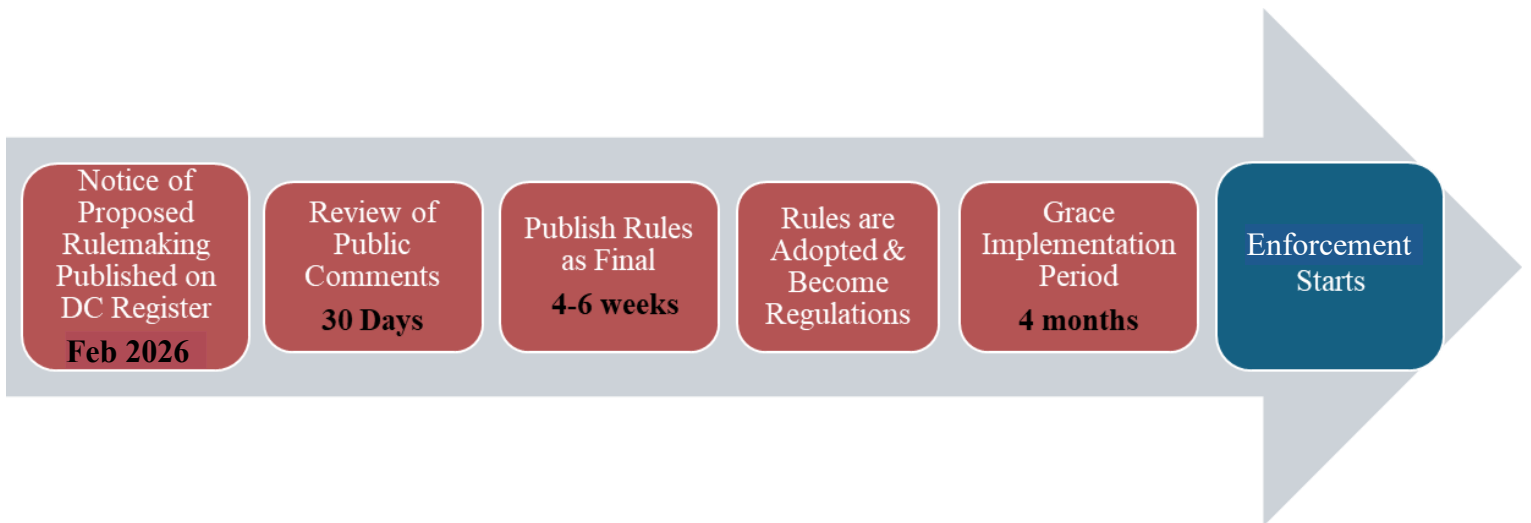 Notice of
Proposed
Rulemaking
Published on
DC Register
Feb 2026
Review of
Public
Comments
30 Days
Publish Rules
as Final
4-6 weeks
Rules are
Adopted &
Become
Regulations
Grace
Implementation
Period
4 months
Enforcement
Starts